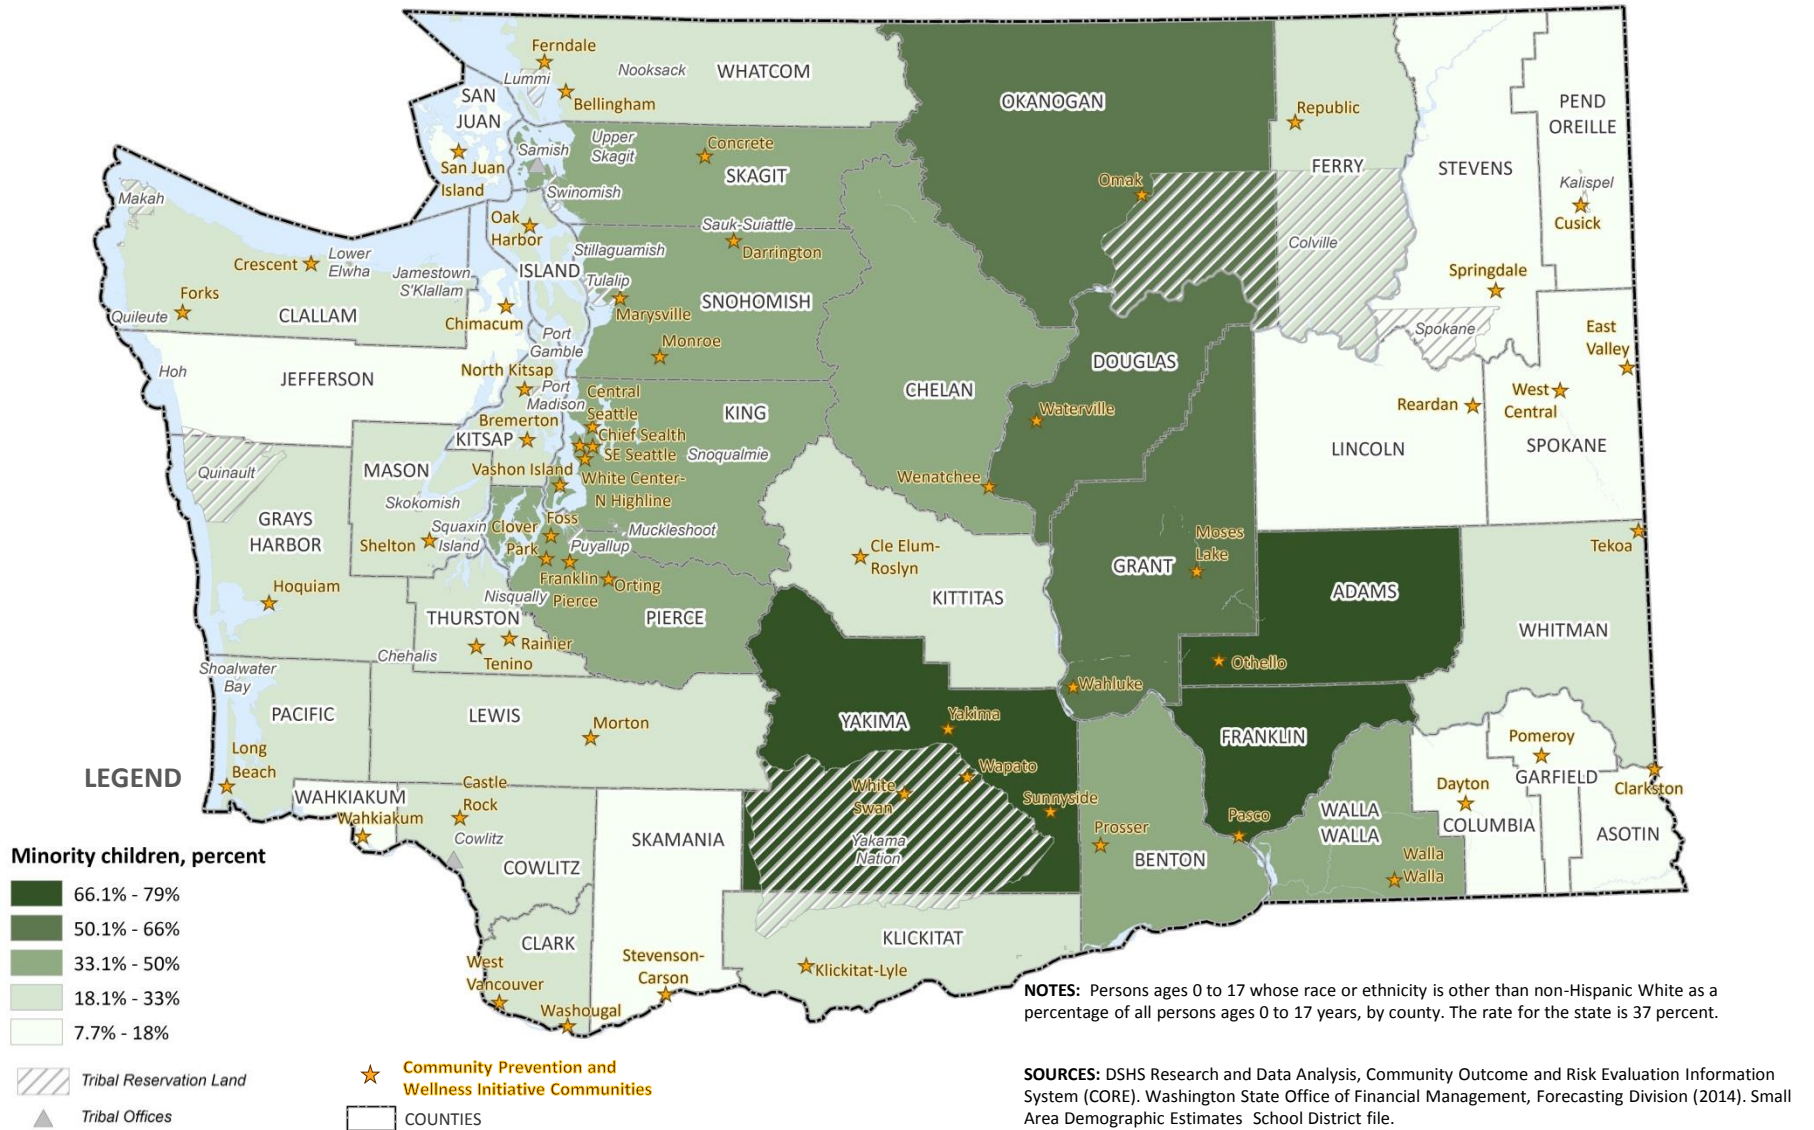 Ferndale
Lummi
Nooksack
WHATCOM
Bellingham
SAN
JUAN
San Juan
Island
Samish
Upper
Skagit
Concrete
SKAGIT
Swinomish
OKANOGAN
Omak
Republic
FERRY
Colville
STEVENS
PEND
OREILLE
Kalispel
Cusick
Springdale
Spokane
East
Valley
West
Central
SPOKANE
Reardan
LINCOLN
Makah
Oak
Harbor
Sauk-Suiattle
Darrington
Stillaguamish
ISLAND
Tulalip
SNOHOMISH
Marysville
Monroe
Crescent
Lower
Elwha
Jamestown
S'Klallam
Forks
CLALLAM
Quileute
Chimacum
Port
Gamble
Hoh
JEFFERSON
North Kitsap
Port
Madison
Bremerton
KITSAP
Central
Seattle
Chief Sealth
SE Seattle
KING
Snoqualmie
Vashon Island
White Center-
N Highline
CHELAN
DOUGLAS
Waterville
Wenatchee
Quinault
MASON
Skokomish
GRAYS
HARBOR
Squaxin
Island
Shelton
Clover
Park
Foss
Muckleshoot
Puyallup
Franklin
Pierce
Orting
Hoquiam
Nisqually
THURSTON
PIERCE
Rainier
Tenino
Chehalis
Cle Elum-
Roslyn
KITTITAS
GRANT
Moses
Lake
ADAMS
Othello
Tekoa
WHITMAN
Wahluke
Shoalwater
Bay
PACIFIC
LEWIS
Morton
Long
Beach
YAKIMA
Yakima
Wapato
White
Swan
Sunnyside
Yakama
Nation
FRANKLIN
Pasco
Prosser
BENTON
WALLA
WALLA
Walla
Walla
Dayton
COLUMBIA
Pomeroy
GARFIELD
Clarkston
ASOTIN
WAHKIAKUM
Wahkiakum
Castle
Rock
Cowlitz
COWLITZ
SKAMANIA
CLARK
West
Vancouver
Washougal
Stevenson-
Carson
KLICKITAT
Klickitat-Lyle
LEGEND
Minority children, percent
66.1% - 79%
50.1% - 66%
33.1% - 50%
18.1% - 33%
7.7% - 18%
Tribal Reservation Land
Tribal Offices
Community Prevention and
Wellness Initiative Communities
COUNTIES
NOTES: Persons ages 0 to 17 whose race or ethnicity is other than non-Hispanic White as a
percentage of all persons ages 0 to 17 years, by county. The rate for the state is 37 percent.
SOURCES: DSHS Research and Data Analysis, Community Outcome and Risk Evaluation Information
System (CORE). Washington State Office of Financial Management, Forecasting Division (2014). Small
Area Demographic Estimates School District file.